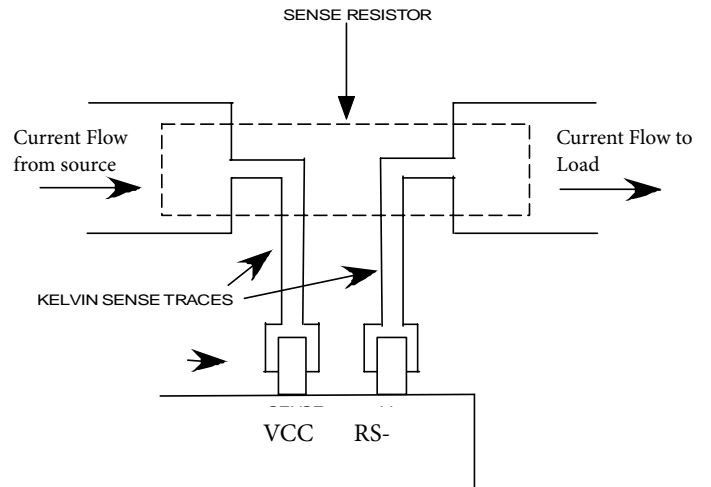 SENSE RESISTOR
Current Flow
from source
Current Flow to
Load
KELVIN SENSE TRACES
VCC RS-